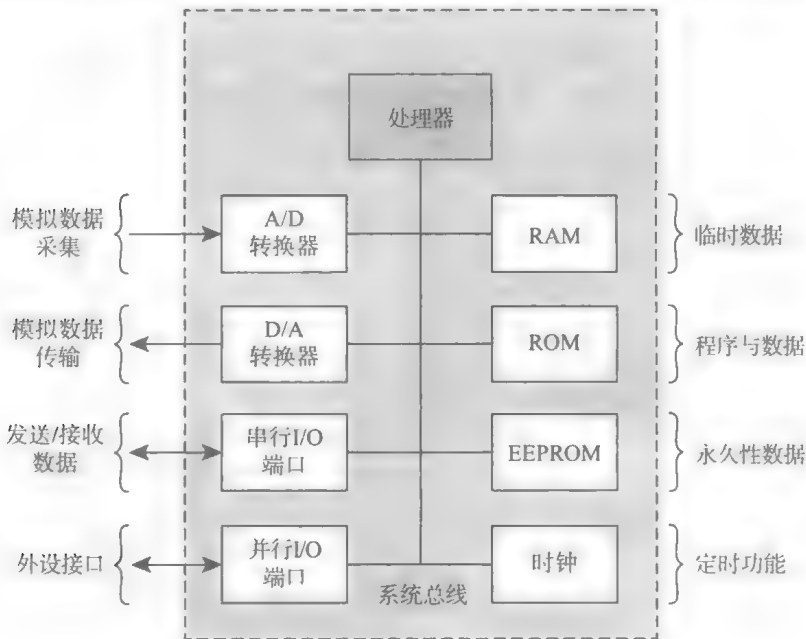 处理器
模拟数据
采集
A/D
转换器
RAM
临时数据
模拟数据
传输
D/A
转换器
ROM
程序与数据
发送/接收
数据
串行I/O
端口
EEPROM
永久性数据
外设接口
并行I/O
端口
系统总线
时钟
定时功能